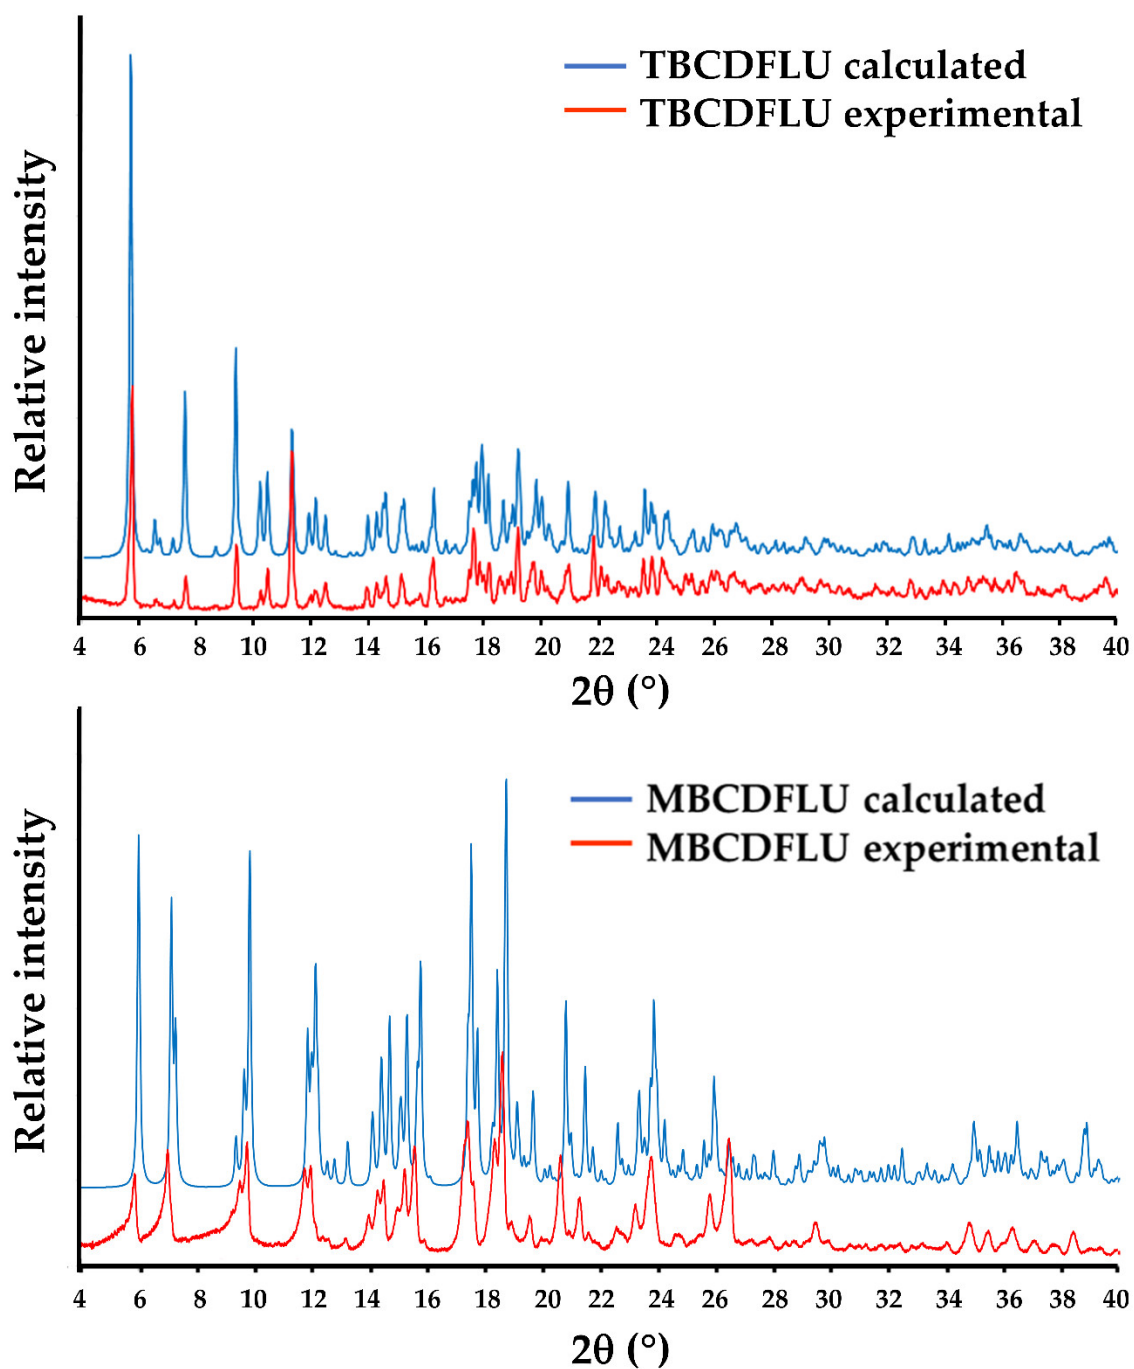 TBCDFLU calculated
TBCDFLU experimental
Relative intensity
4 6 8 10 12 14 16 18 20 22 24 26 28 30 32 34 36 38 40
2θ (°)
MBCDFLU calculated
MBCDFLU experimental
Relative intensity
4 6 8 10 12 14 16 18 20 22 24 26 28 30 32 34 36 38 40
2θ (°)